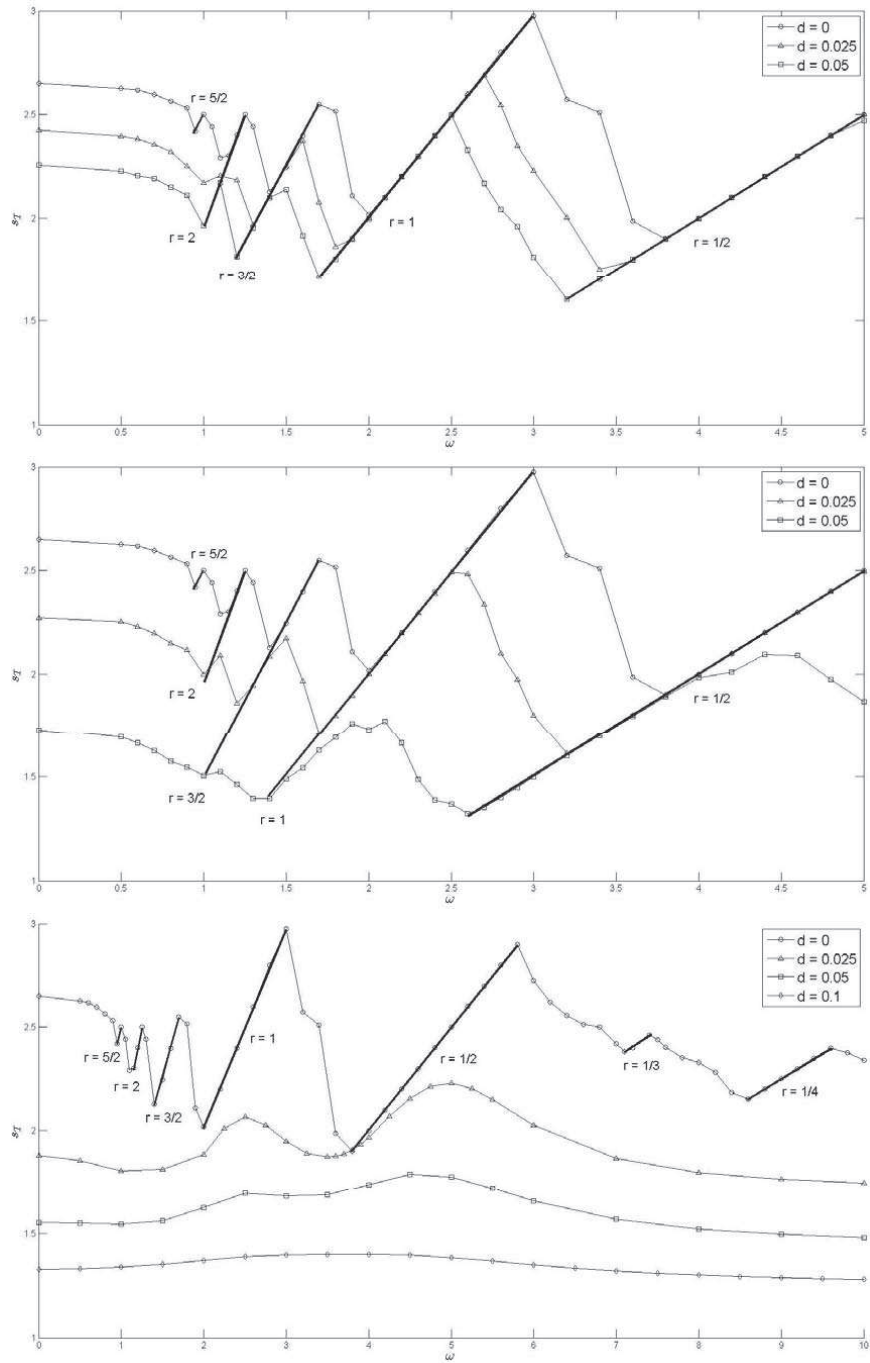 3
d = 0
d = 0.025
d = 0.05
r = 5/2
2.5
s_T
2
r = 2
r = 1
r = 1/2
r = 3/2
1.5
1
0 0.5 1 1.5 2 2.5 3 3.5 4 4.5 5
ω
3
d = 0
d = 0.025
d = 0.05
r = 5/2
2.5
s_T
2
r = 2
r = 1/2
1.5
r = 3/2
r = 1
1
0 0.5 1 1.5 2 2.5 3 3.5 4 4.5 5
ω
3
d = 0
d = 0.025
d = 0.05
d = 0.1
2.5
r = 5/2
r = 1
r = 1/2
r = 1/3
r = 2
r = 3/2
r = 1/4
s_T
2
1.5
1
0 1 2 3 4 5 6 7 8 9 10
ω